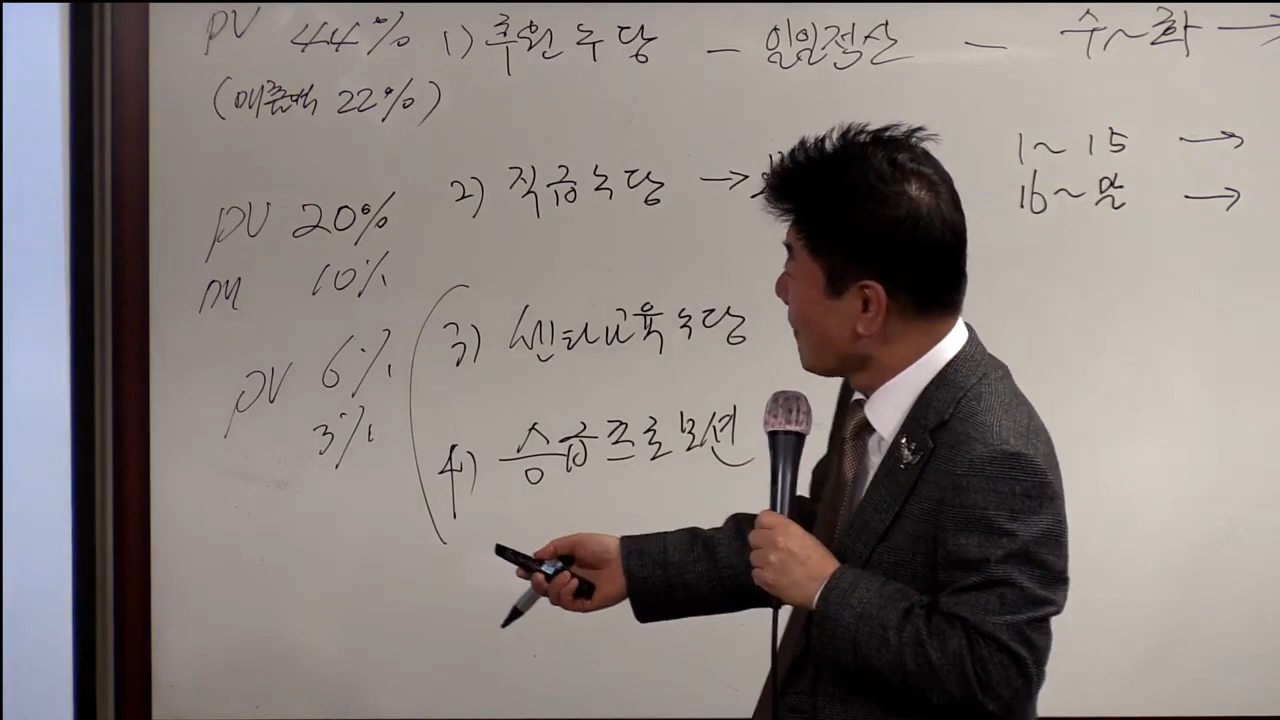 PV 44% 1) 후원수당 - 일일정산 - 수~화 →
(매출액 22%)
1~15 →
2) 직급수당 →
16~말 →
PV 20%
매 10%
3) 센타교육수당
PV 6%
3%
4) 승급프로모션